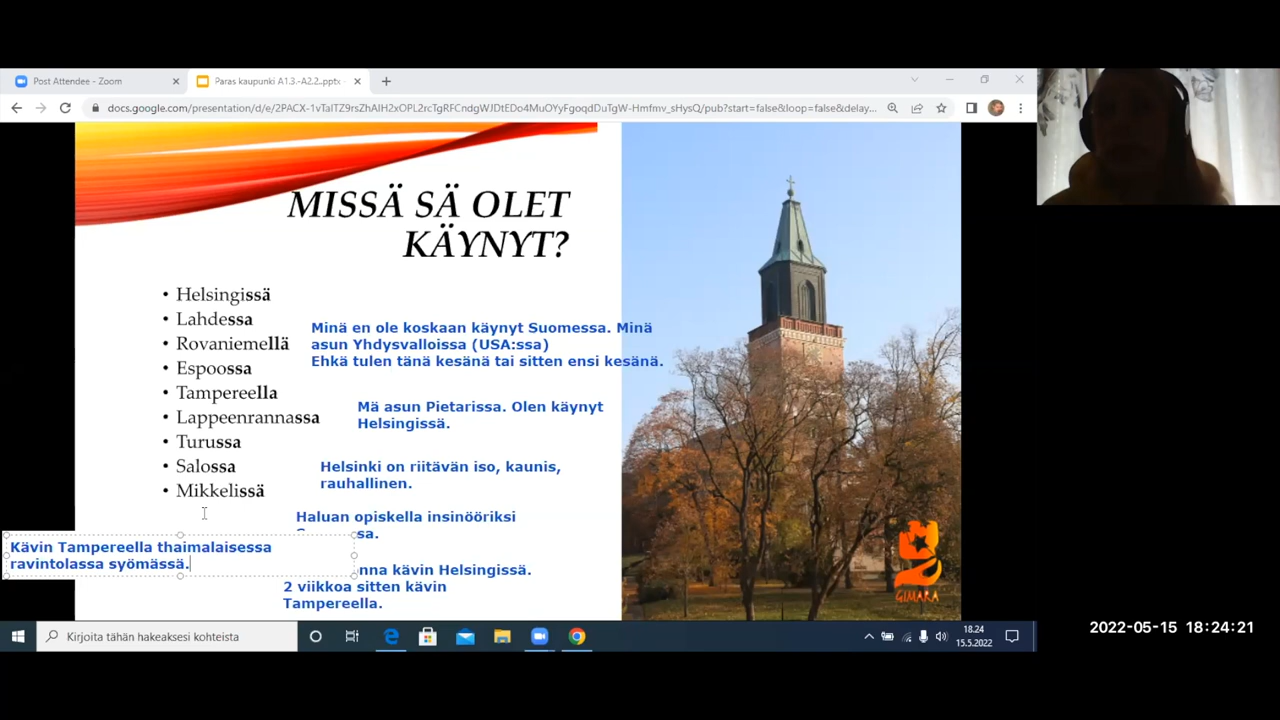 Post Attendee - Zoom
Paras kaupunki A1.3.-A2.2..pptx -
docs.google.com/presentation/d/e/2PACX-1vTaITZ9rsZhAIH2xOPL2rcTgRFCndgWJDtEDo4MuOYyFgoqdDuTgW-Hmfmv_sHysQ/pub?start=false&loop=false&delay...
MISSÄ SÄ OLET
KÄYNYT?
• Helsingissä
• Lahdessa
• Rovaniemellä
• Espoossa
• Tampereella
• Lappeenrannassa
• Turussa
• Salossa
• Mikkelissä
Minä en ole koskaan käynyt Suomessa. Minä
asun Yhdysvalloissa (USA:ssa)
Ehkä tulen tänä kesänä tai sitten ensi kesänä.
Mä asun Pietarissa. Olen käynyt
Helsingissä.
Helsinki on riitävän iso, kaunis,
rauhallinen.
Haluan opiskella insinööriksi
sa.
Kävin Tampereella thaimalaisessa
ravintolassa syömässä.
nna kävin Helsingissä.
2 viikkoa sitten kävin
Tampereella.
GIMARA
Kirjoita tähän hakeaksesi kohteista
18.24
15.5.2022
2022-05-15 18:24:21